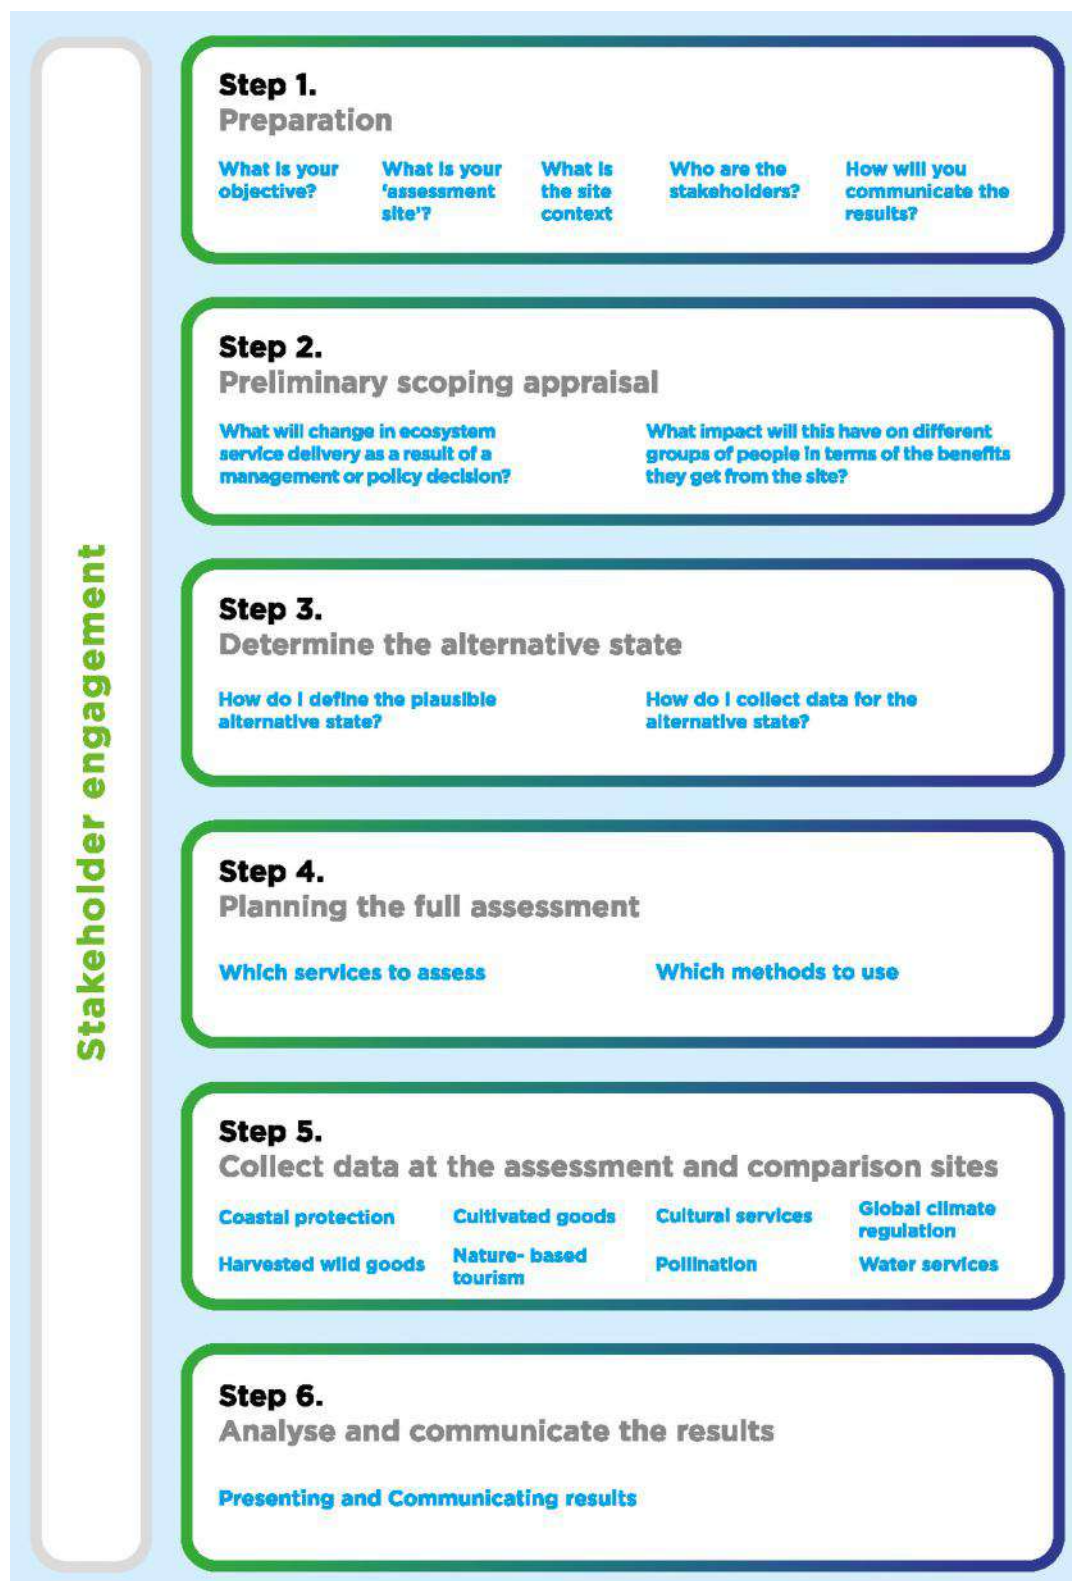 Stakeholder engagement
Step 1.
Preparation
What is your
objective?
What is your
‘assessment
site’?
What is
the site
context
Who are the
stakeholders?
How will you
communicate the
results?
Step 2.
Preliminary scoping appraisal
What will change in ecosystem
service delivery as a result of a
management or policy decision?
What impact will this have on different
groups of people in terms of the benefits
they get from the site?
Step 3.
Determine the alternative state
How do I define the plausible
alternative state?
How do I collect data for the
alternative state?
Step 4.
Planning the full assessment
Which services to assess
Which methods to use
Step 5.
Collect data at the assessment and comparison sites
Coastal protection
Cultivated goods
Cultural services
Global climate
regulation
Harvested wild goods
Nature- based
tourism
Pollination
Water services
Step 6.
Analyse and communicate the results
Presenting and Communicating results